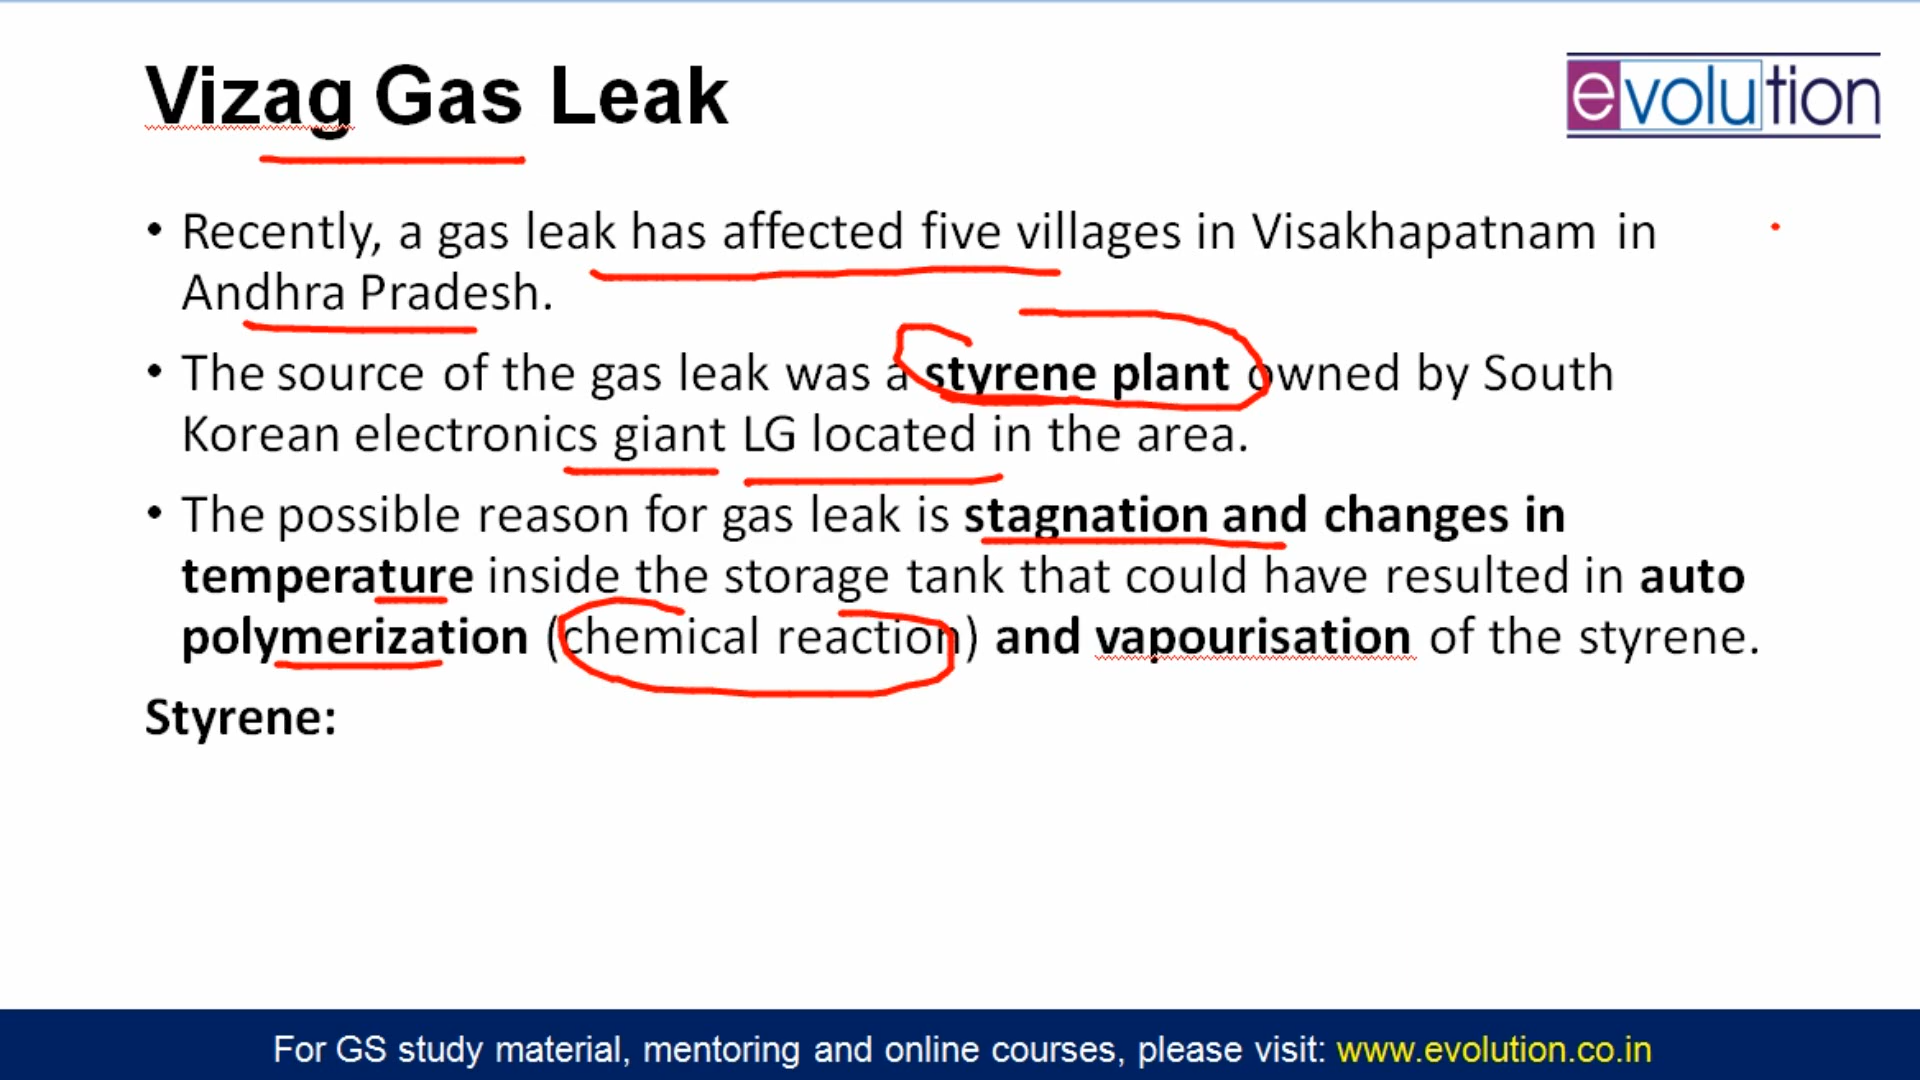 Vizag Gas Leak
evolution
• Recently, a gas leak has affected five villages in Visakhapatnam in
Andhra Pradesh.
• The source of the gas leak was a styrene plant owned by South
Korean electronics giant LG located in the area.
• The possible reason for gas leak is stagnation and changes in
temperature inside the storage tank that could have resulted in auto
polymerization (chemical reaction) and vapourisation of the styrene.
Styrene:
For GS study material, mentoring and online courses, please visit: www.evolution.co.in